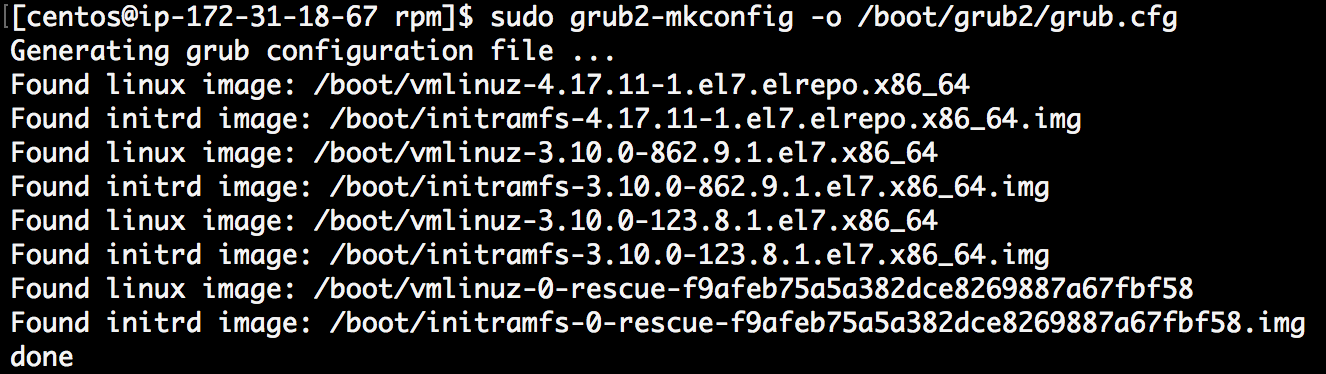 [centos@ip-172-31-18-67 rpm]$ sudo grub2-mkconfig -o /boot/grub2/grub.cfg
Generating grub configuration file ...
Found linux image: /boot/vmlinuz-4.17.11-1.el7.elrepo.x86_64
Found initrd image: /boot/initramfs-4.17.11-1.el7.elrepo.x86_64.img
Found linux image: /boot/vmlinuz-3.10.0-862.9.1.el7.x86_64
Found initrd image: /boot/initramfs-3.10.0-862.9.1.el7.x86_64.img
Found linux image: /boot/vmlinuz-3.10.0-123.8.1.el7.x86_64
Found initrd image: /boot/initramfs-3.10.0-123.8.1.el7.x86_64.img
Found linux image: /boot/vmlinuz-0-rescue-f9afeb75a5a382dce8269887a67fbf58
Found initrd image: /boot/initramfs-0-rescue-f9afeb75a5a382dce8269887a67fbf58.img
done